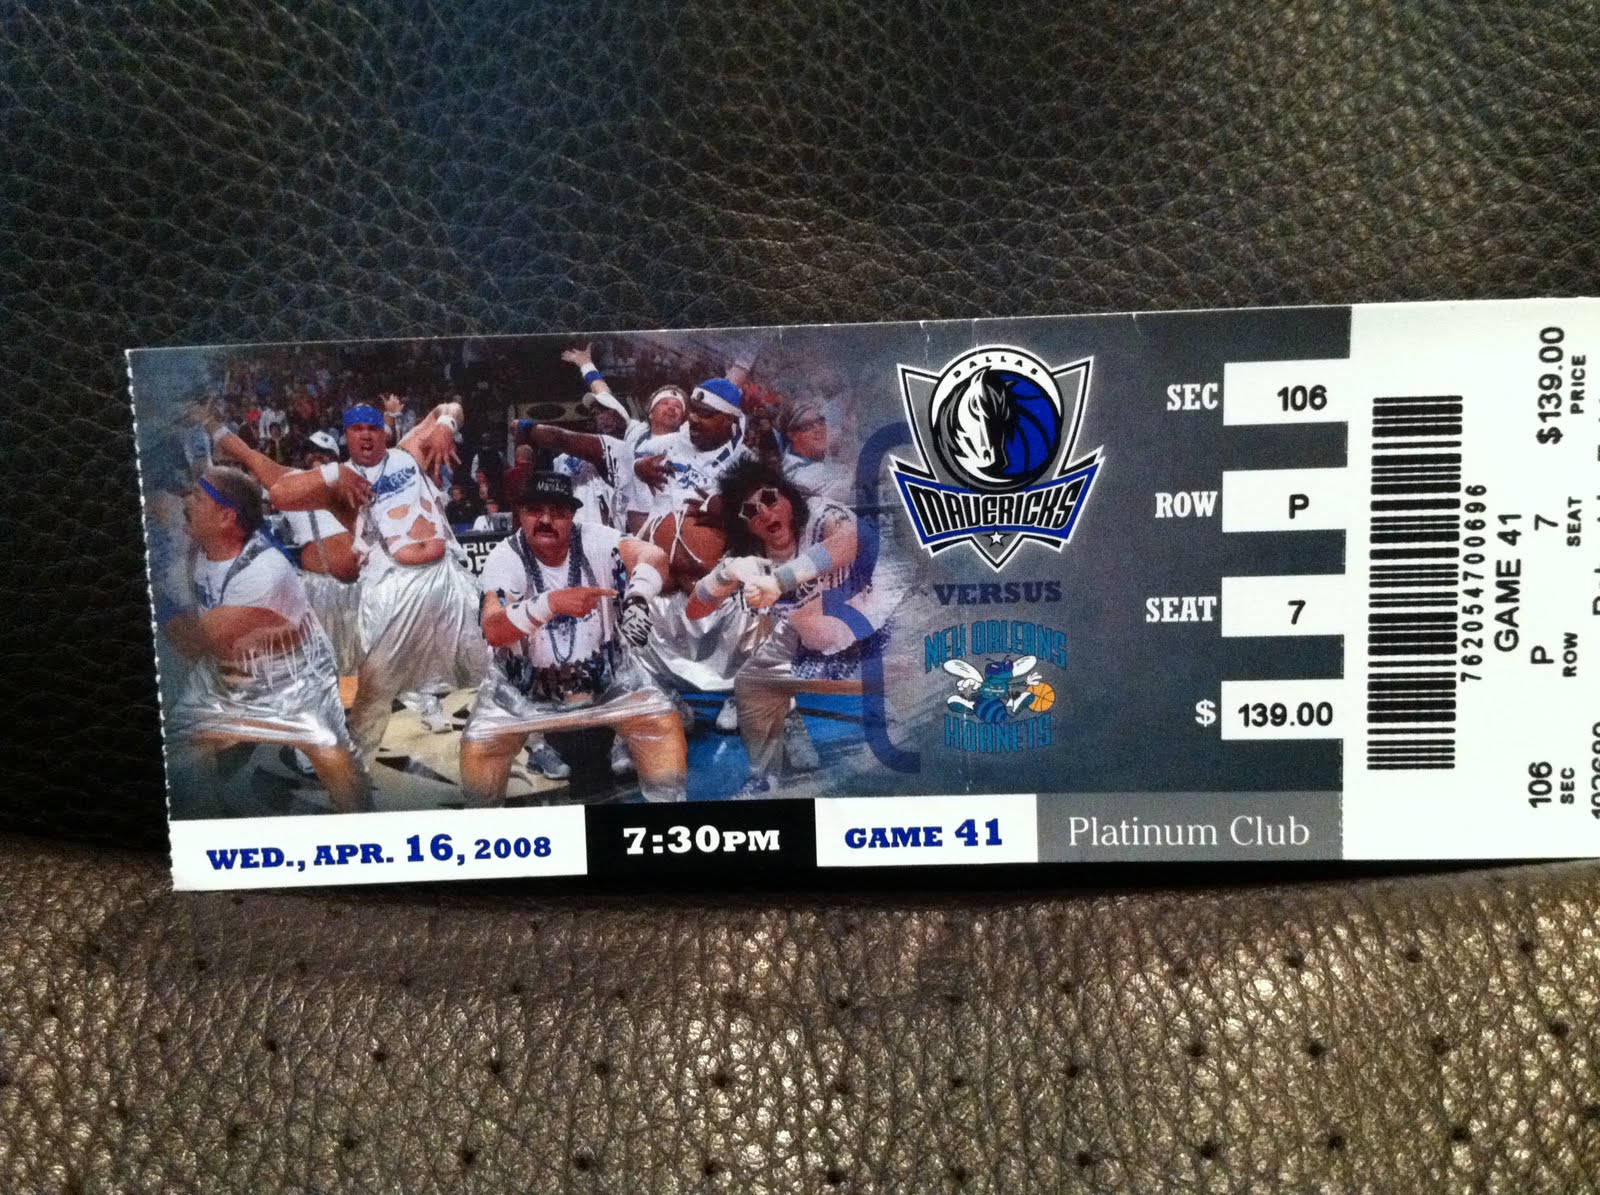 DALLAS
MAVERICKS
VERSUS
NEW ORLEANS
HORNETS
SEC 106
ROW P
SEAT 7
$ 139.00
WED., APR. 16, 2008
7:30PM
GAME 41
Platinum Club
762054700696
GAME 41
106 P 7 $139.00
SEC ROW SEAT PRICE